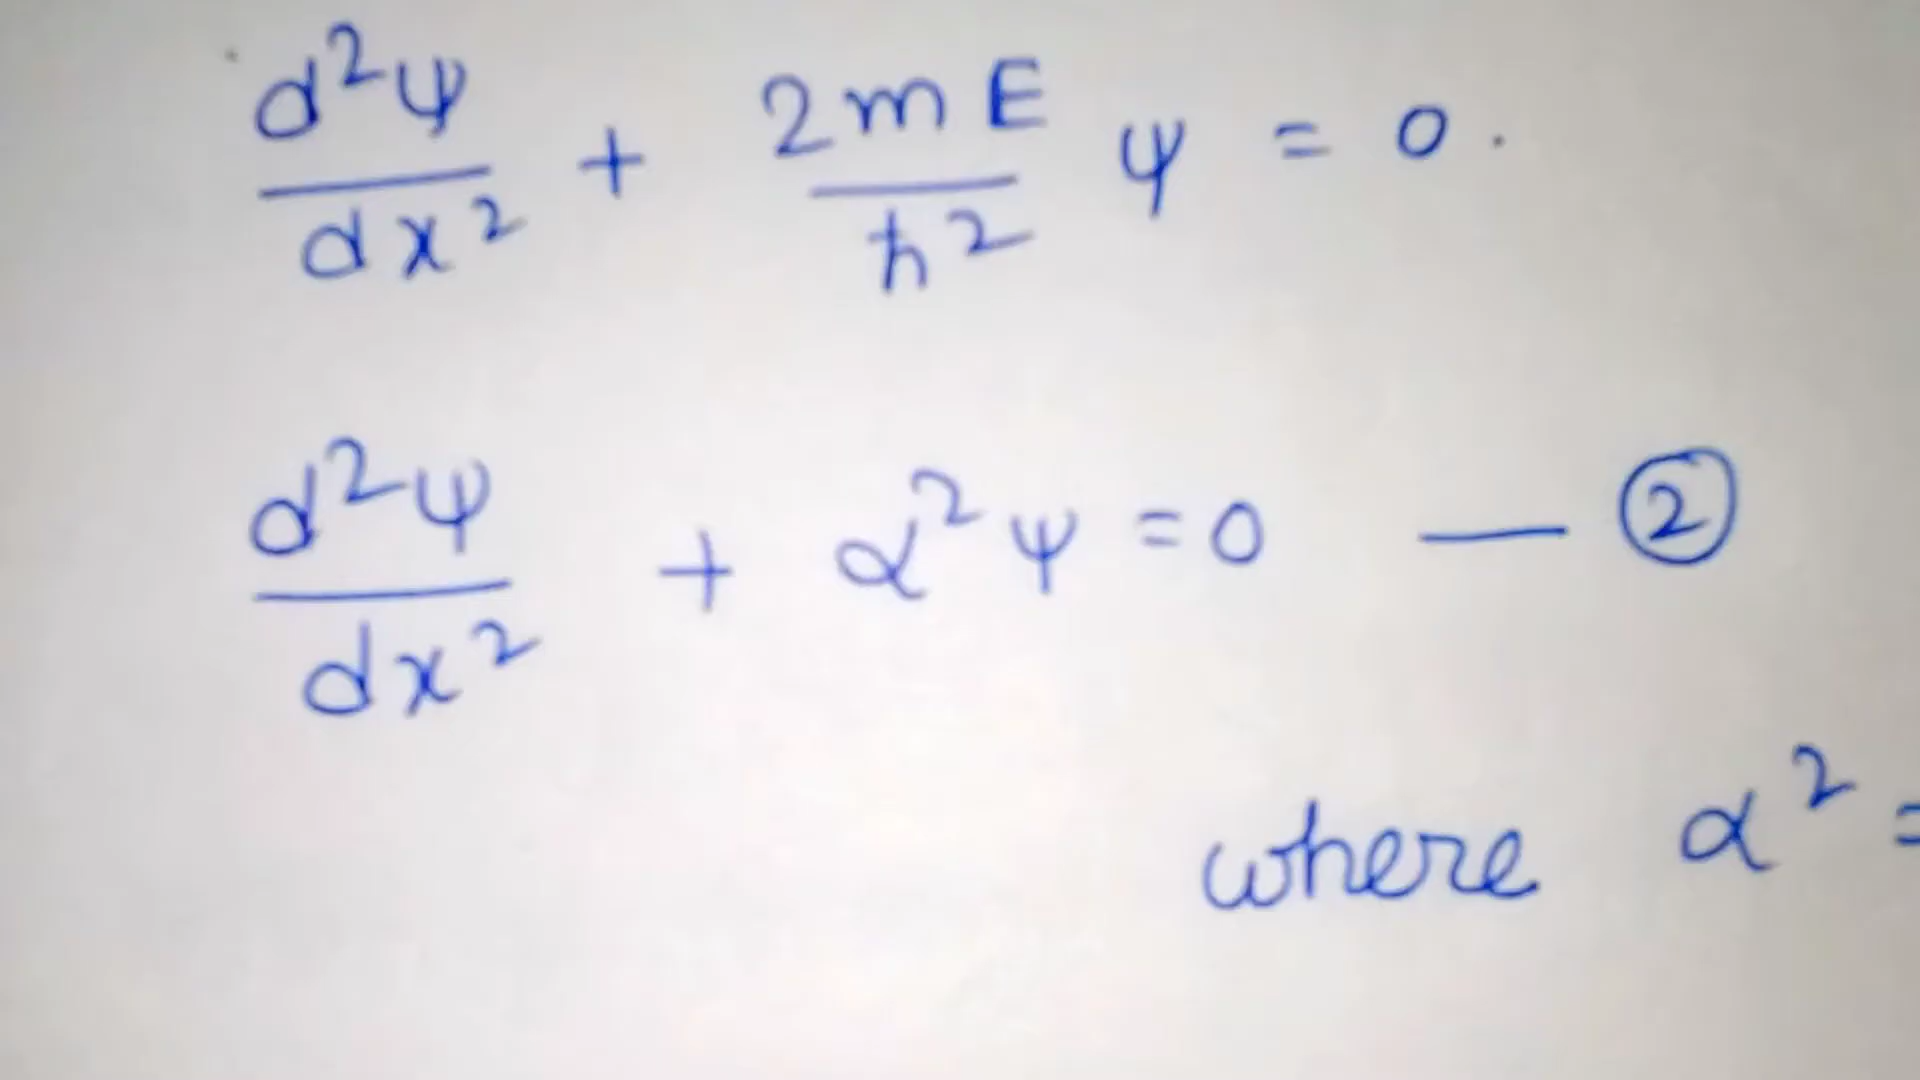 d²ψ/dx² + 2mE/ħ² ψ = 0.
d²ψ/dx² + α²ψ = 0 — ②
where α² =